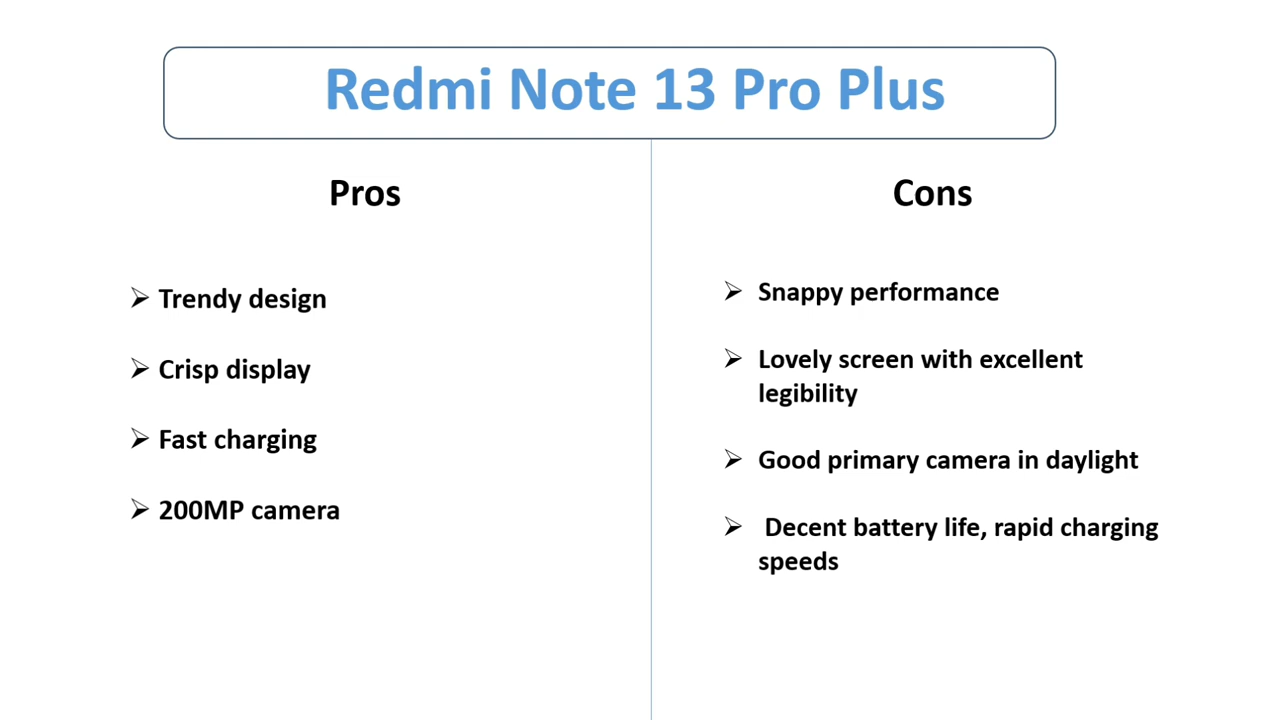 Redmi Note 13 Pro Plus
Pros
Trendy design
Crisp display
Fast charging
200MP camera
Cons
Snappy performance
Lovely screen with excellent
legibility
Good primary camera in daylight
Decent battery life, rapid charging
speeds